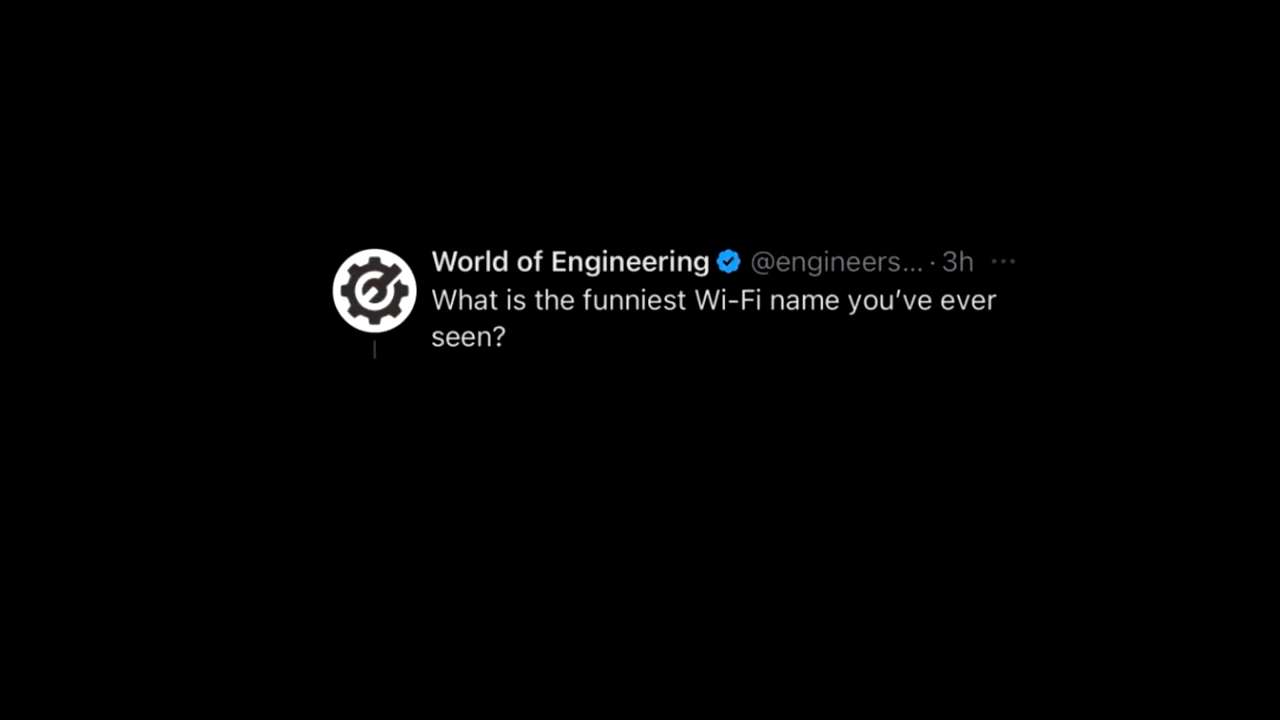 World of Engineering @engineers... · 3h ...
What is the funniest Wi-Fi name you’ve ever
seen?